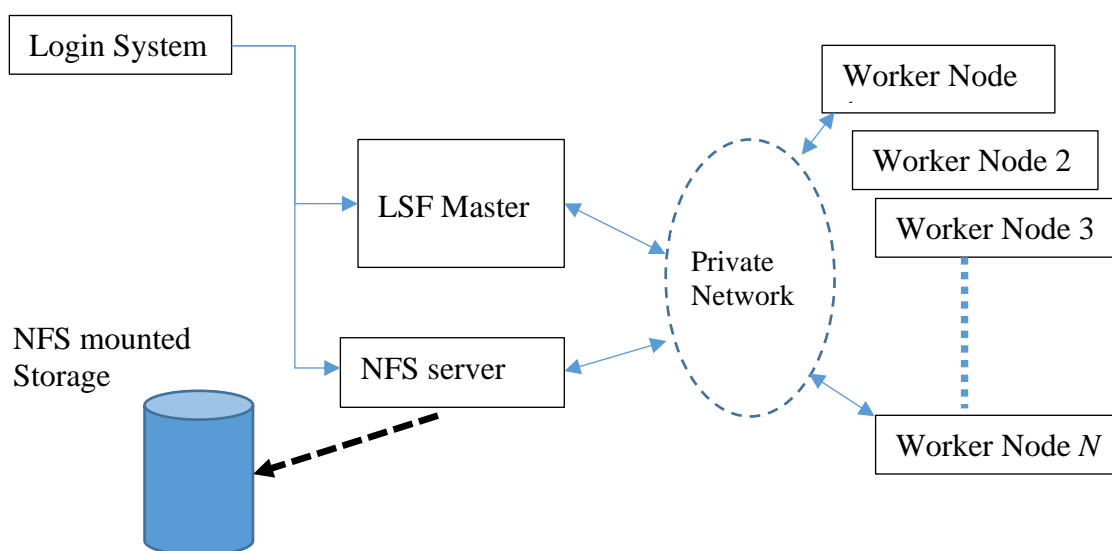 Login System
Worker Node
Worker Node 2
LSF Master
Worker Node 3
Private
Network
NFS mounted
Storage
NFS server
Worker Node N